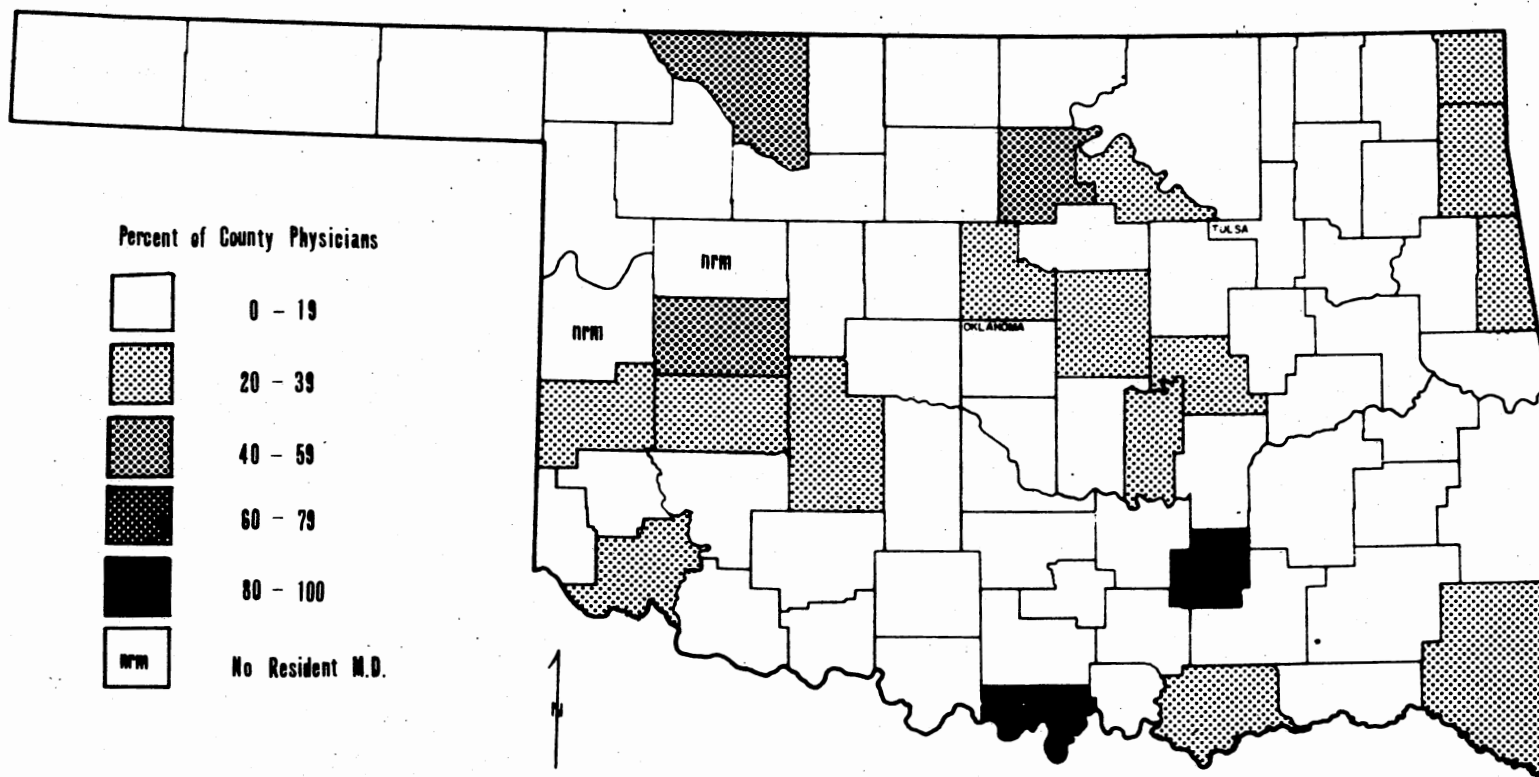 Percent of County Physicians
0 - 19
20 - 39
40 - 59
60 - 79
80 - 100
nrm No Resident M.D.
nrm
nrm
TULSA
OKLAHOMA
N